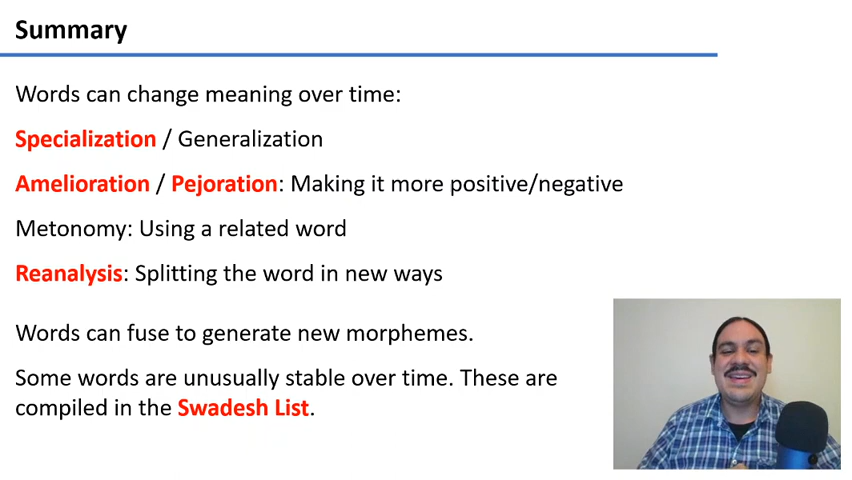 Summary
Words can change meaning over time:
Specialization / Generalization
Amelioration / Pejoration: Making it more positive/negative
Metonomy: Using a related word
Reanalysis: Splitting the word in new ways
Words can fuse to generate new morphemes.
Some words are unusually stable over time. These are
compiled in the Swadesh List.